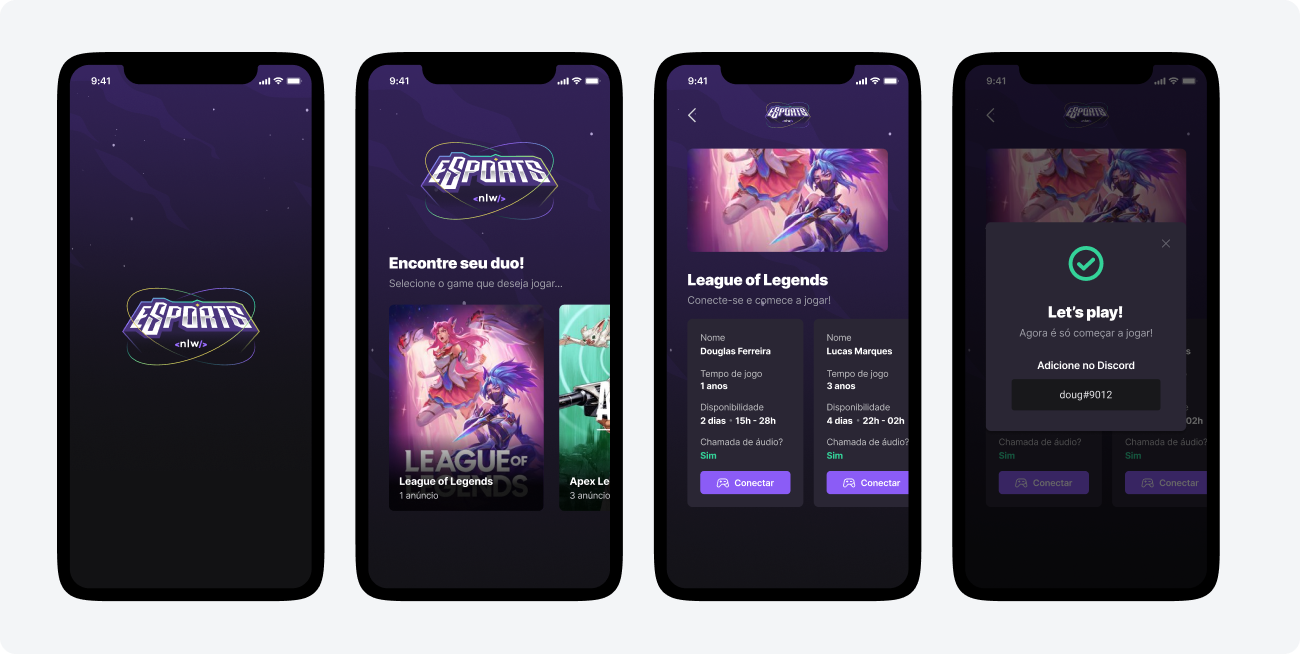 9:41
ESPORTS
<nlw/>
9:41
ESPORTS
<nlw/>
Encontre seu duo!
Selecione o game que deseja jogar...
LEAGUE OF
LEGENDS
League of Legends
1 anúncio
A
Apex Le
3 anúncio
9:41
ESPORTS
<nlw/>
League of Legends
Conecte-se e comece a jogar!
Nome
Douglas Ferreira
Tempo de jogo
1 anos
Disponibilidade
2 dias • 15h - 28h
Chamada de áudio?
Sim
Conectar
Nome
Lucas Marques
Tempo de jogo
3 anos
Disponibilidade
4 dias • 22h - 02h
Chamada de áudio?
Sim
Conectar
9:41
ESPORTS
<nlw/>
Let's play!
Agora é só começar a jogar!
Adicione no Discord
doug#9012
s
02h
Chamada de áudio?
Sim
Conectar
Chamada de áudio?
Sim
Conectar